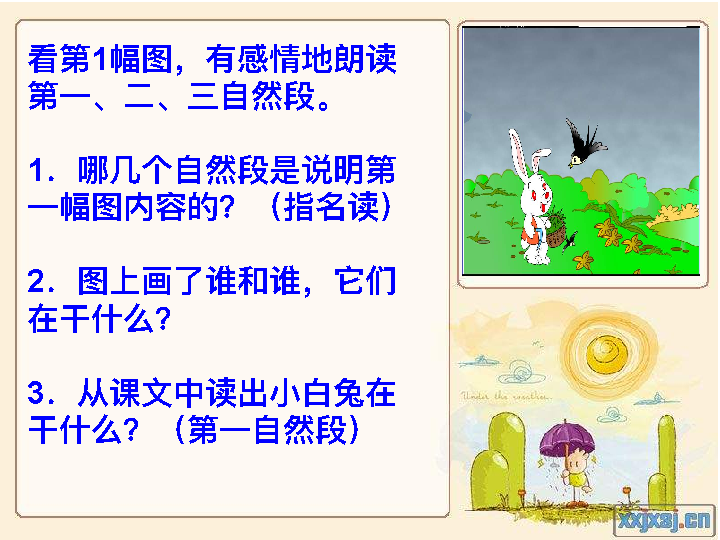 看第1幅图，有感情地朗读
第一、二、三自然段。
1．哪几个自然段是说明第
一幅图内容的？（指名读）
2．图上画了谁和谁，它们
在干什么？
3．从课文中读出小白兔在
干什么？（第一自然段）
Under the weather
xxjxsj.cn